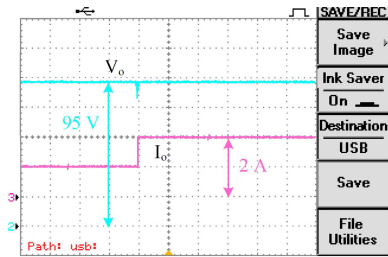 SAVE/REC
Save
Image
Ink Saver
On
Destination
USB
Save
File
Utilities
Vo
95 V
Io
2 A
3
2
Path: usb: